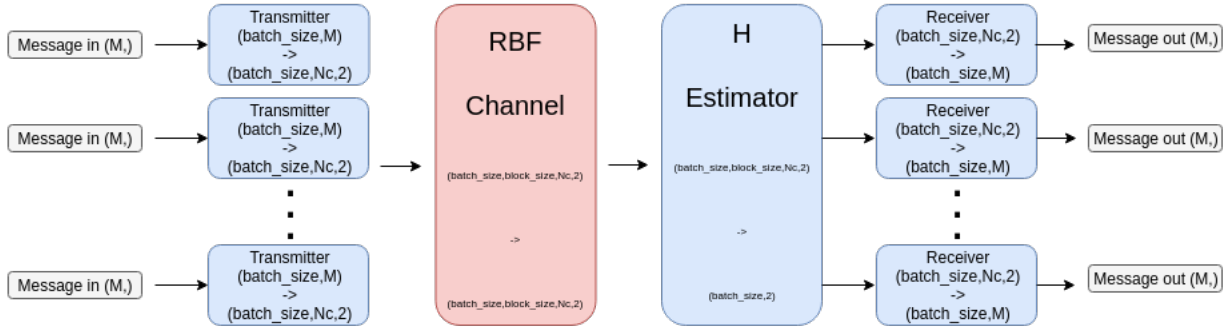 Message in (M,)
Transmitter
(batch_size,M)
->
(batch_size,Nc,2)
Message in (M,)
Transmitter
(batch_size,M)
->
(batch_size,Nc,2)
Message in (M,)
Transmitter
(batch_size,M)
->
(batch_size,Nc,2)
RBF
Channel
(batch_size,block_size,Nc,2)
->
(batch_size,block_size,Nc,2)
H
Estimator
(batch_size,block_size,Nc,2)
->
(batch_size,2)
Receiver
(batch_size,Nc,2)
->
(batch_size,M)
Message out (M,)
Receiver
(batch_size,Nc,2)
->
(batch_size,M)
Message out (M,)
Receiver
(batch_size,Nc,2)
->
(batch_size,M)
Message out (M,)